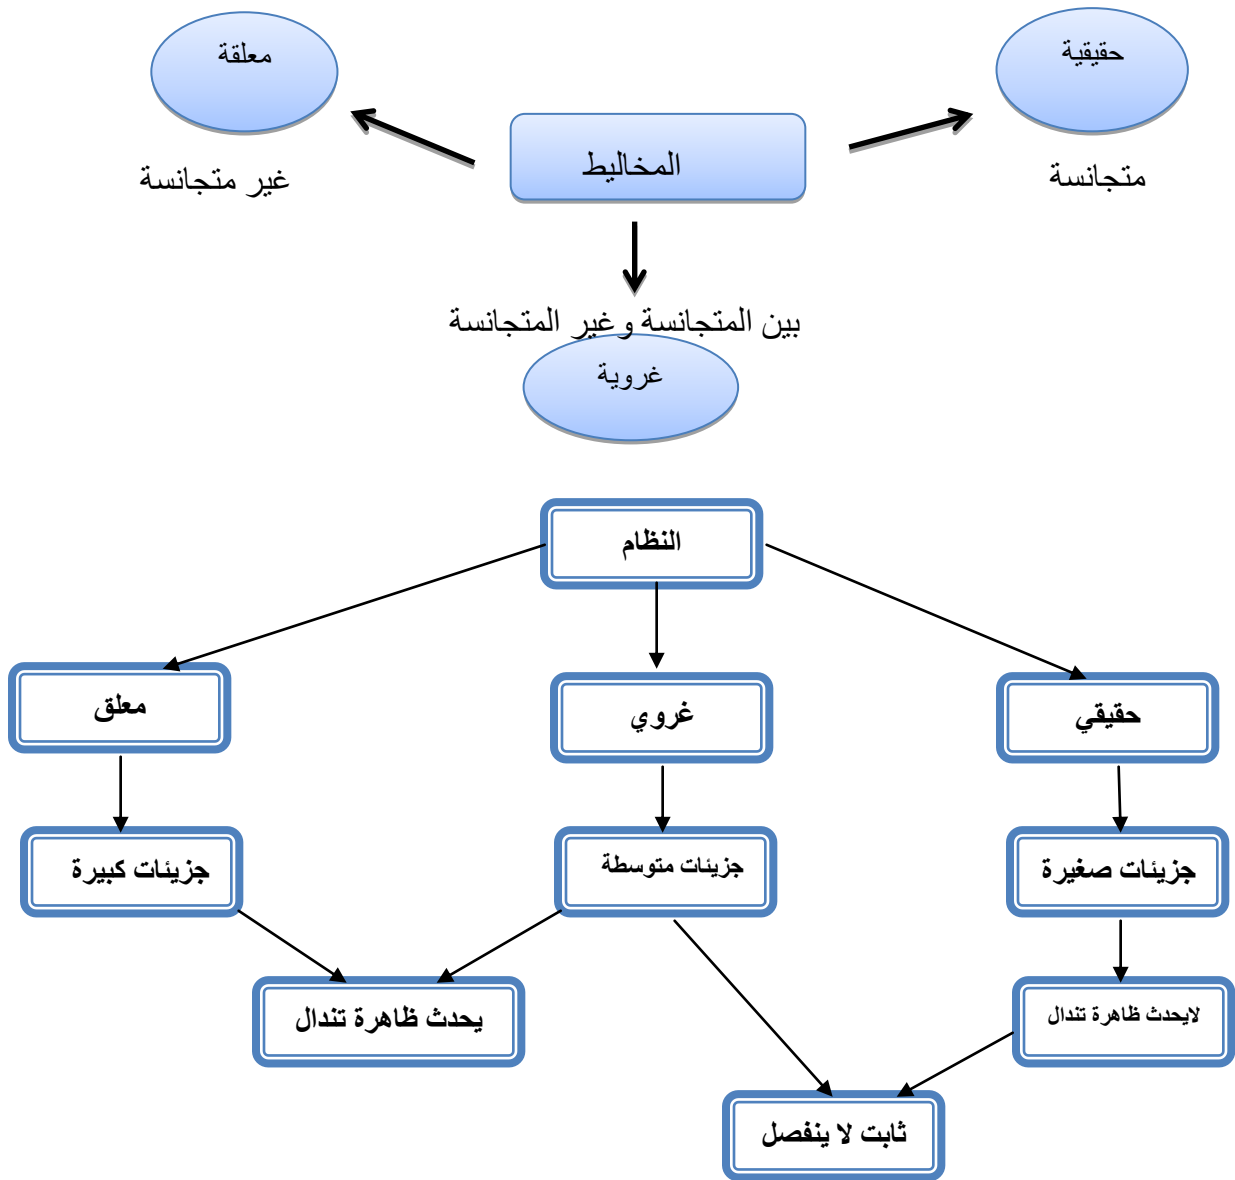 حقيقية
معلقة
المخاليط
متجانسة
غير متجانسة
بين المتجانسة وغير المتجانسة
غروية
النظام
حقيقي
غروي
معلق
جزيئات صغيرة
جزيئات متوسطة
جزيئات كبيرة
لايحدث ظاهرة تندال
يحدث ظاهرة تندال
ثابت لا ينفصل